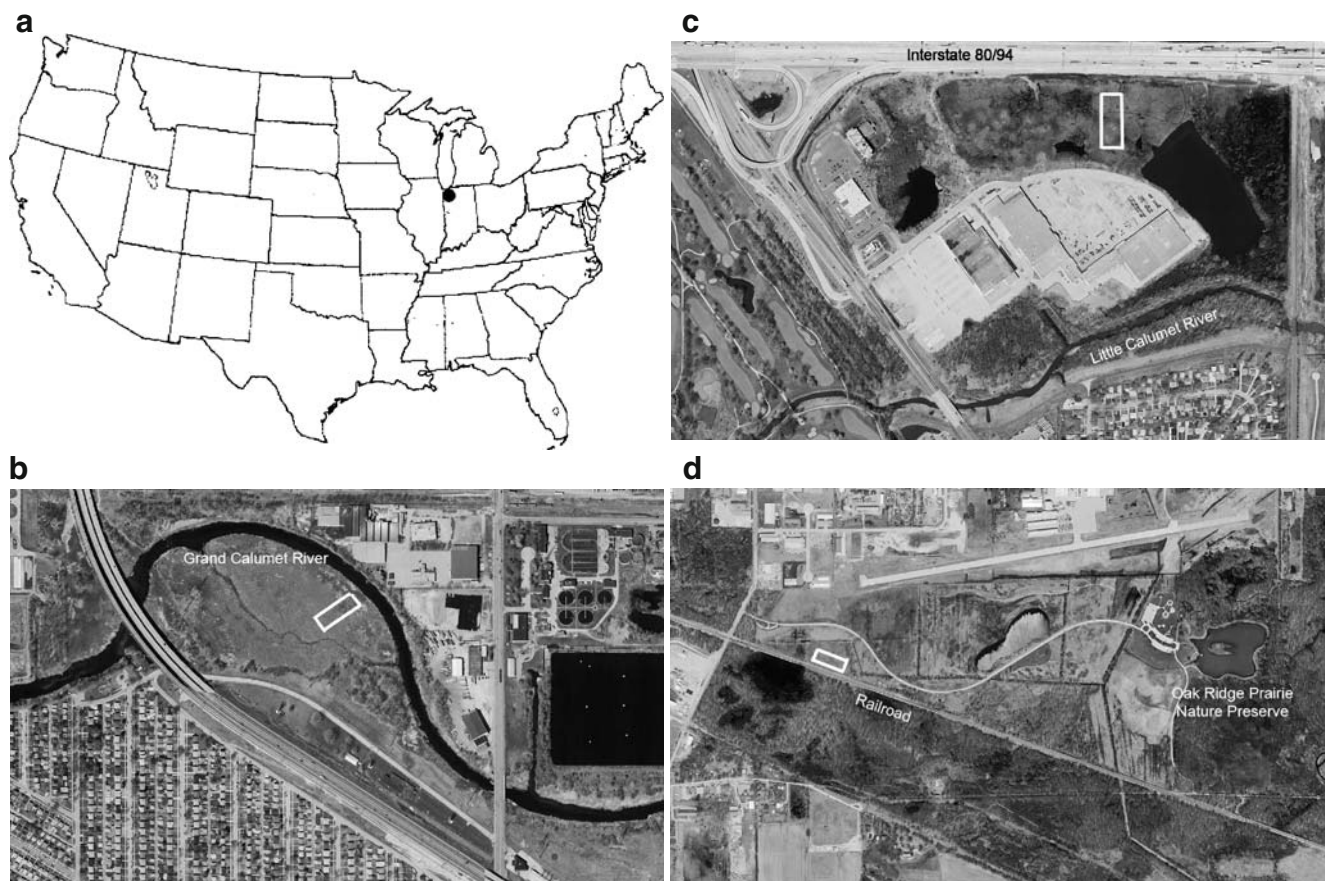 a
c
Interstate 80/94
Little Calumet River
b
Grand Calumet River
d
Railroad
Oak Ridge Prairie
Nature Preserve